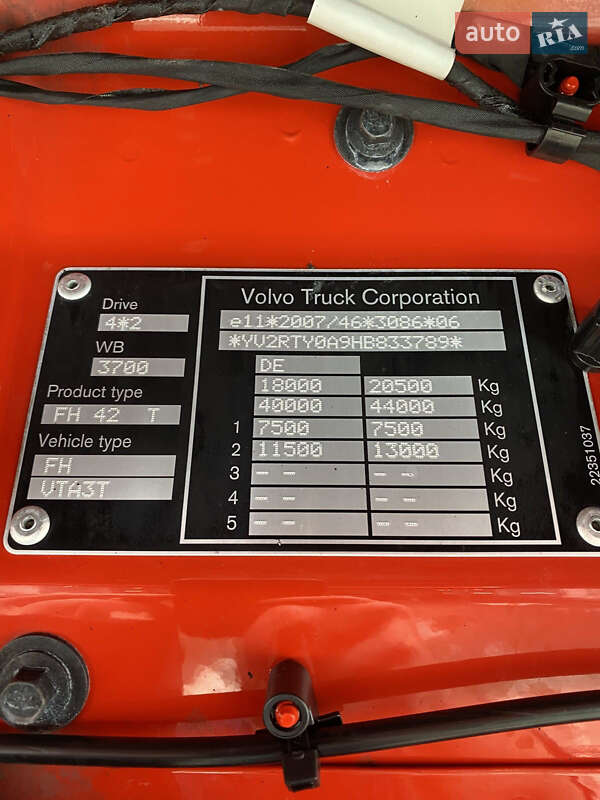 auto RIA
.com
Drive
4*2
WB
3700
Product type
FH 42 T
Vehicle type
FH
VTA3T
Volvo Truck Corporation
e11*2007/46*3086*06
*YV2RTY0A9HB833789*
DE
18000 20500 Kg
40000 44000 Kg
1 7500 7500 Kg
2 11500 13000 Kg
3 -- -- Kg
4 -- -- Kg
5 -- -- Kg
22351037